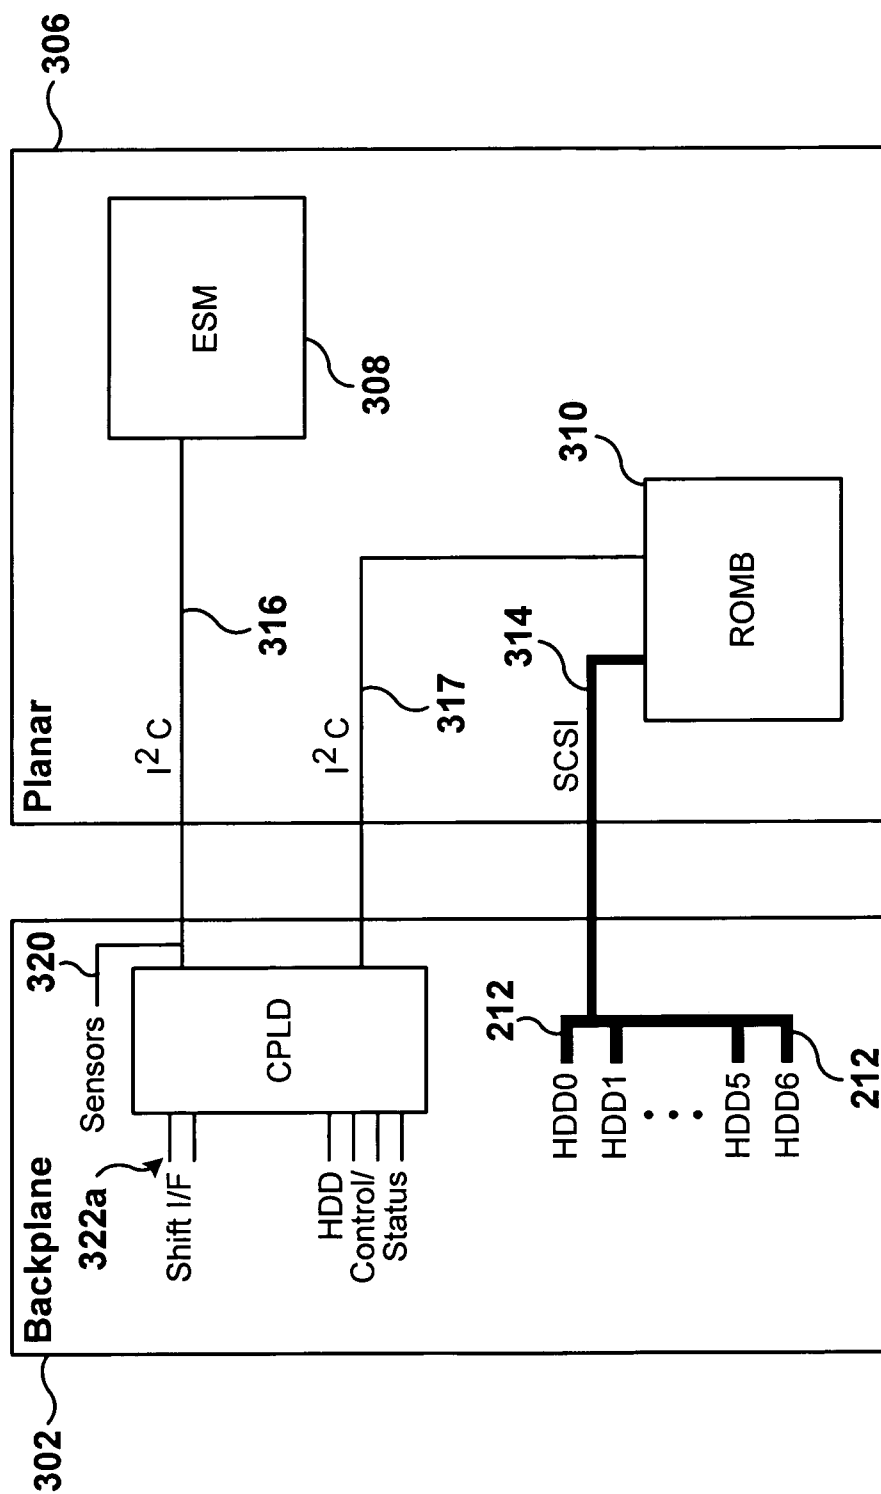 Backplane
302
322a
Shift I/F
Sensors
320
HDD
Control/
Status
CPLD
212
HDD0
HDD1
HDD5
HDD6
212
Planar
306
I2C
316
ESM
308
I2C
317
SCSI
314
310
ROMB